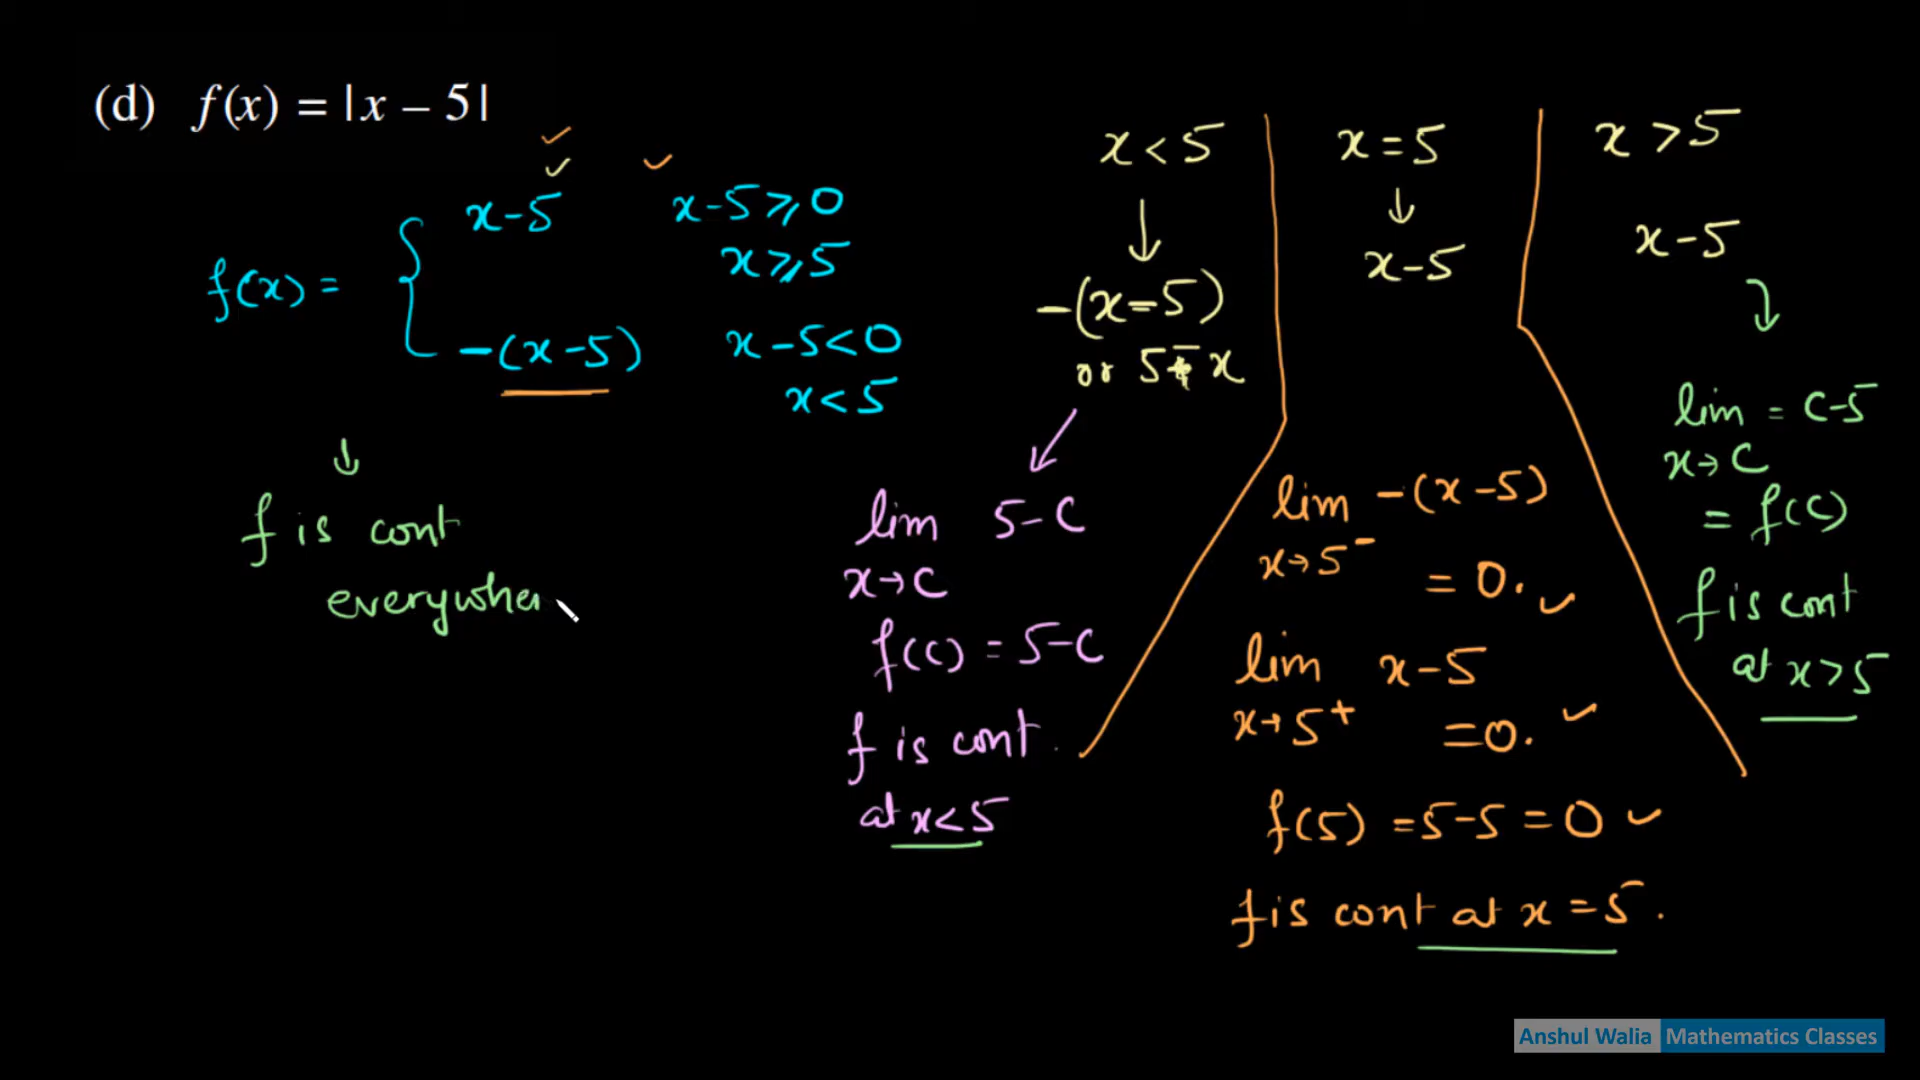 (d) f(x) = |x – 5|
f(x) = { x-5 x-5⩾0
x⩾5
-(x-5) x-5<0
x<5
↓
f is cont
everywher
x<5
↓
-(x-5)
or 5-x
lim 5-C
x→C
f(c) = 5-C
f is cont.
at x<5
x=5
↓
x-5
lim -(x-5)
x→5⁻ = 0.
lim x-5
x→5⁺ =0.
f(5) =5-5 =0
f is cont at x=5.
x>5
x-5
lim = C-5
x→C
= f(c)
f is cont
at x>5
Anshul Walia Mathematics Classes